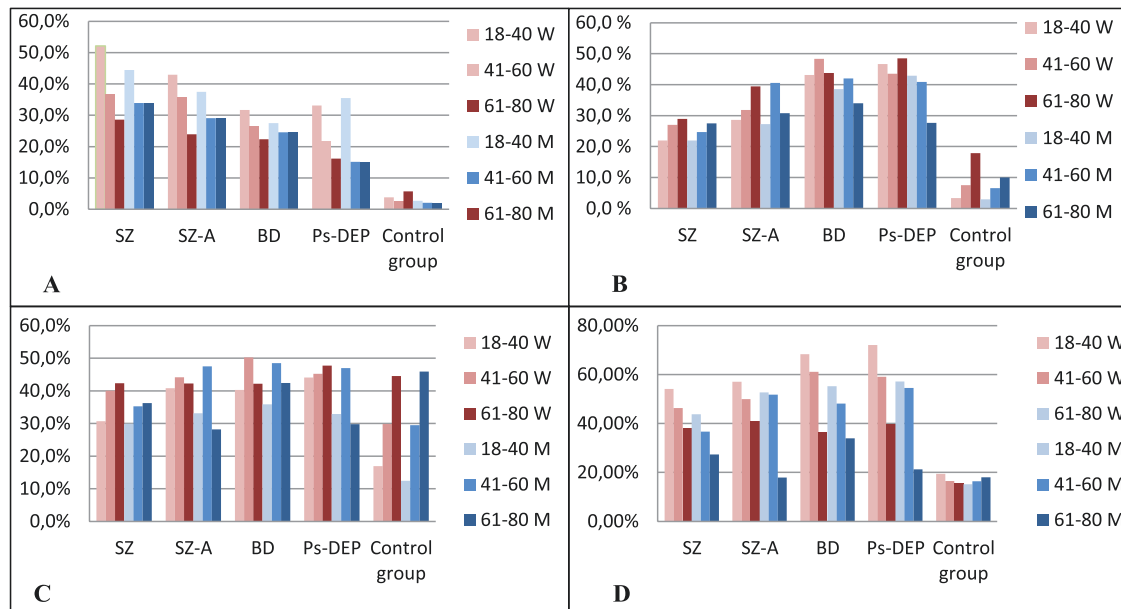 60,0%
50,0%
40,0%
30,0%
20,0%
10,0%
0,0%
SZ SZ-A BD Ps-DEP Control group
18-40 W
41-60 W
61-80 W
18-40 M
41-60 M
61-80 M
A
60,0 %
50,0 %
40,0 %
30,0 %
20,0 %
10,0 %
0,0 %
SZ SZ-A BD Ps-DEP Control group
18-40 W
41-60 W
61-80 W
18-40 M
41-60 M
61-80 M
B
60,0%
50,0%
40,0%
30,0%
20,0%
10,0%
0,0%
SZ SZ-A BD Ps-DEP Control group
18-40 W
41-60 W
61-80 W
18-40 M
41-60 M
61-80 M
C
80,00%
60,00%
40,00%
20,00%
0,00%
SZ SZ-A BD Ps-DEP Control group
18-40 W
41-60 W
61-80 W
18-40 M
41-60 M
61-80 M
D